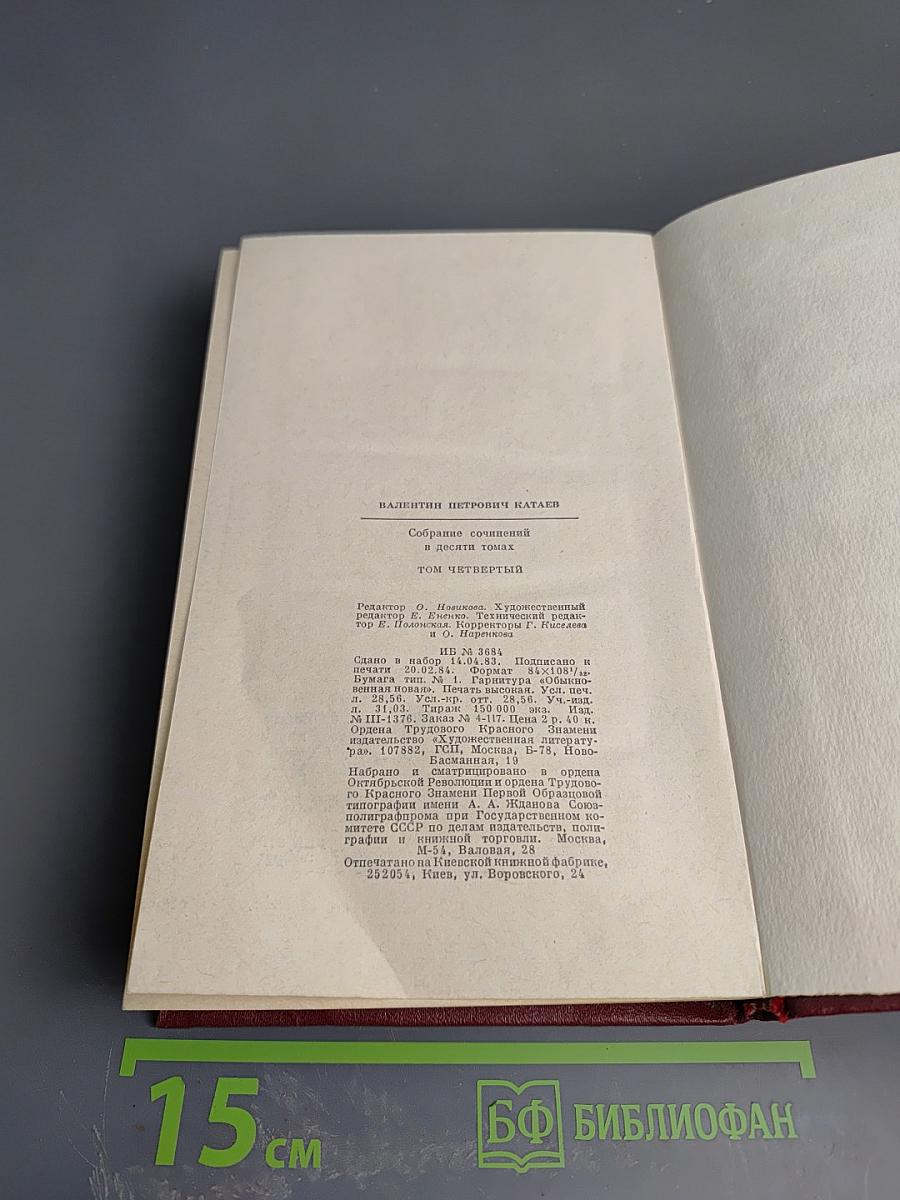 ВАЛЕНТИН ПЕТРОВИЧ КАТАЕВ
Собрание сочинений
в десяти томах
ТОМ ЧЕТВЕРТЫЙ
Редактор О. Новикова. Художественный
редактор Е. Ененко. Технический редак-
тор Е. Полонская. Корректоры Г. Киселева
и О. Наренкова
ИБ № 3684
Сдано в набор 14.04.83. Подписано к
печати 20.02.84. Формат 84×108¹/₃₂.
Бумага тип. № 1. Гарнитура «Обыкно-
венная новая». Печать высокая. Усл. печ.
л. 28,56. Усл.-кр. отт. 28,56. Уч.-изд.
л. 31,03. Тираж 150 000 экз. Изд.
№ III-1376. Заказ № 4-117. Цена 2 р. 40 к.
Ордена Трудового Красного Знамени
издательство «Художественная литерату-
ра». 107882, ГСП, Москва, Б-78, Ново-
Басманная, 19
Набрано и сматрицировано в ордена
Октябрьской Революции и ордена Трудово-
го Красного Знамени Первой Образцовой
типографии имени А. А. Жданова Союз-
полиграфпрома при Государственном ко-
митете СССР по делам издательств, поли-
графии и книжной торговли. Москва,
М-54, Валовая, 28
Отпечатано на Киевской книжной фабрике,
252054, Киев, ул. Воровского, 24
15 см
БФ БИБЛИОФАН